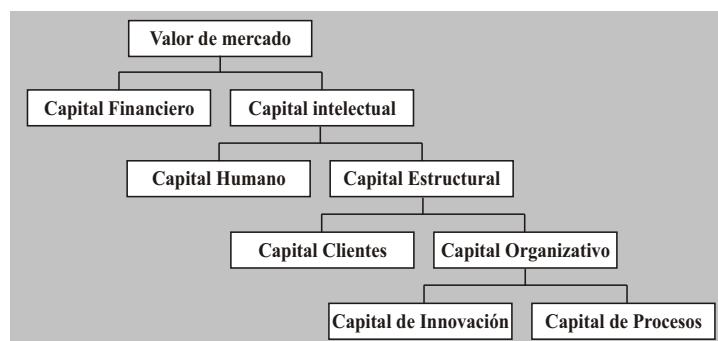 Valor de mercado
Capital Financiero
Capital intelectual
Capital Humano
Capital Estructural
Capital Clientes
Capital Organizativo
Capital de Innovación
Capital de Procesos